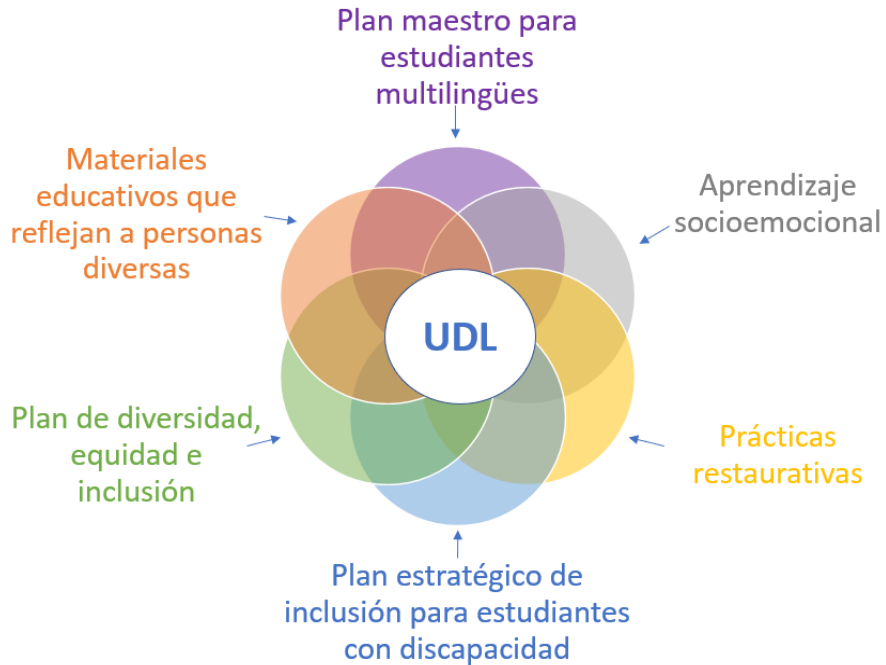 Plan maestro para
estudiantes
multilingües
Materiales
educativos que
reflejan a personas
diversas
Aprendizaje
socioemocional
UDL
Plan de diversidad,
equidad e
inclusión
Prácticas
restaurativas
Plan estratégico de
inclusión para estudiantes
con discapacidad